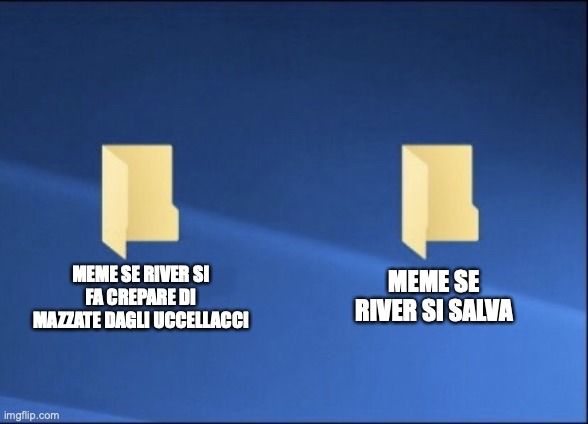 MEME SE RIVER SI
FA CREPARE DI
MAZZATE DAGLI UCCELLACCI
MEME SE
RIVER SI SALVA
imgflip.com